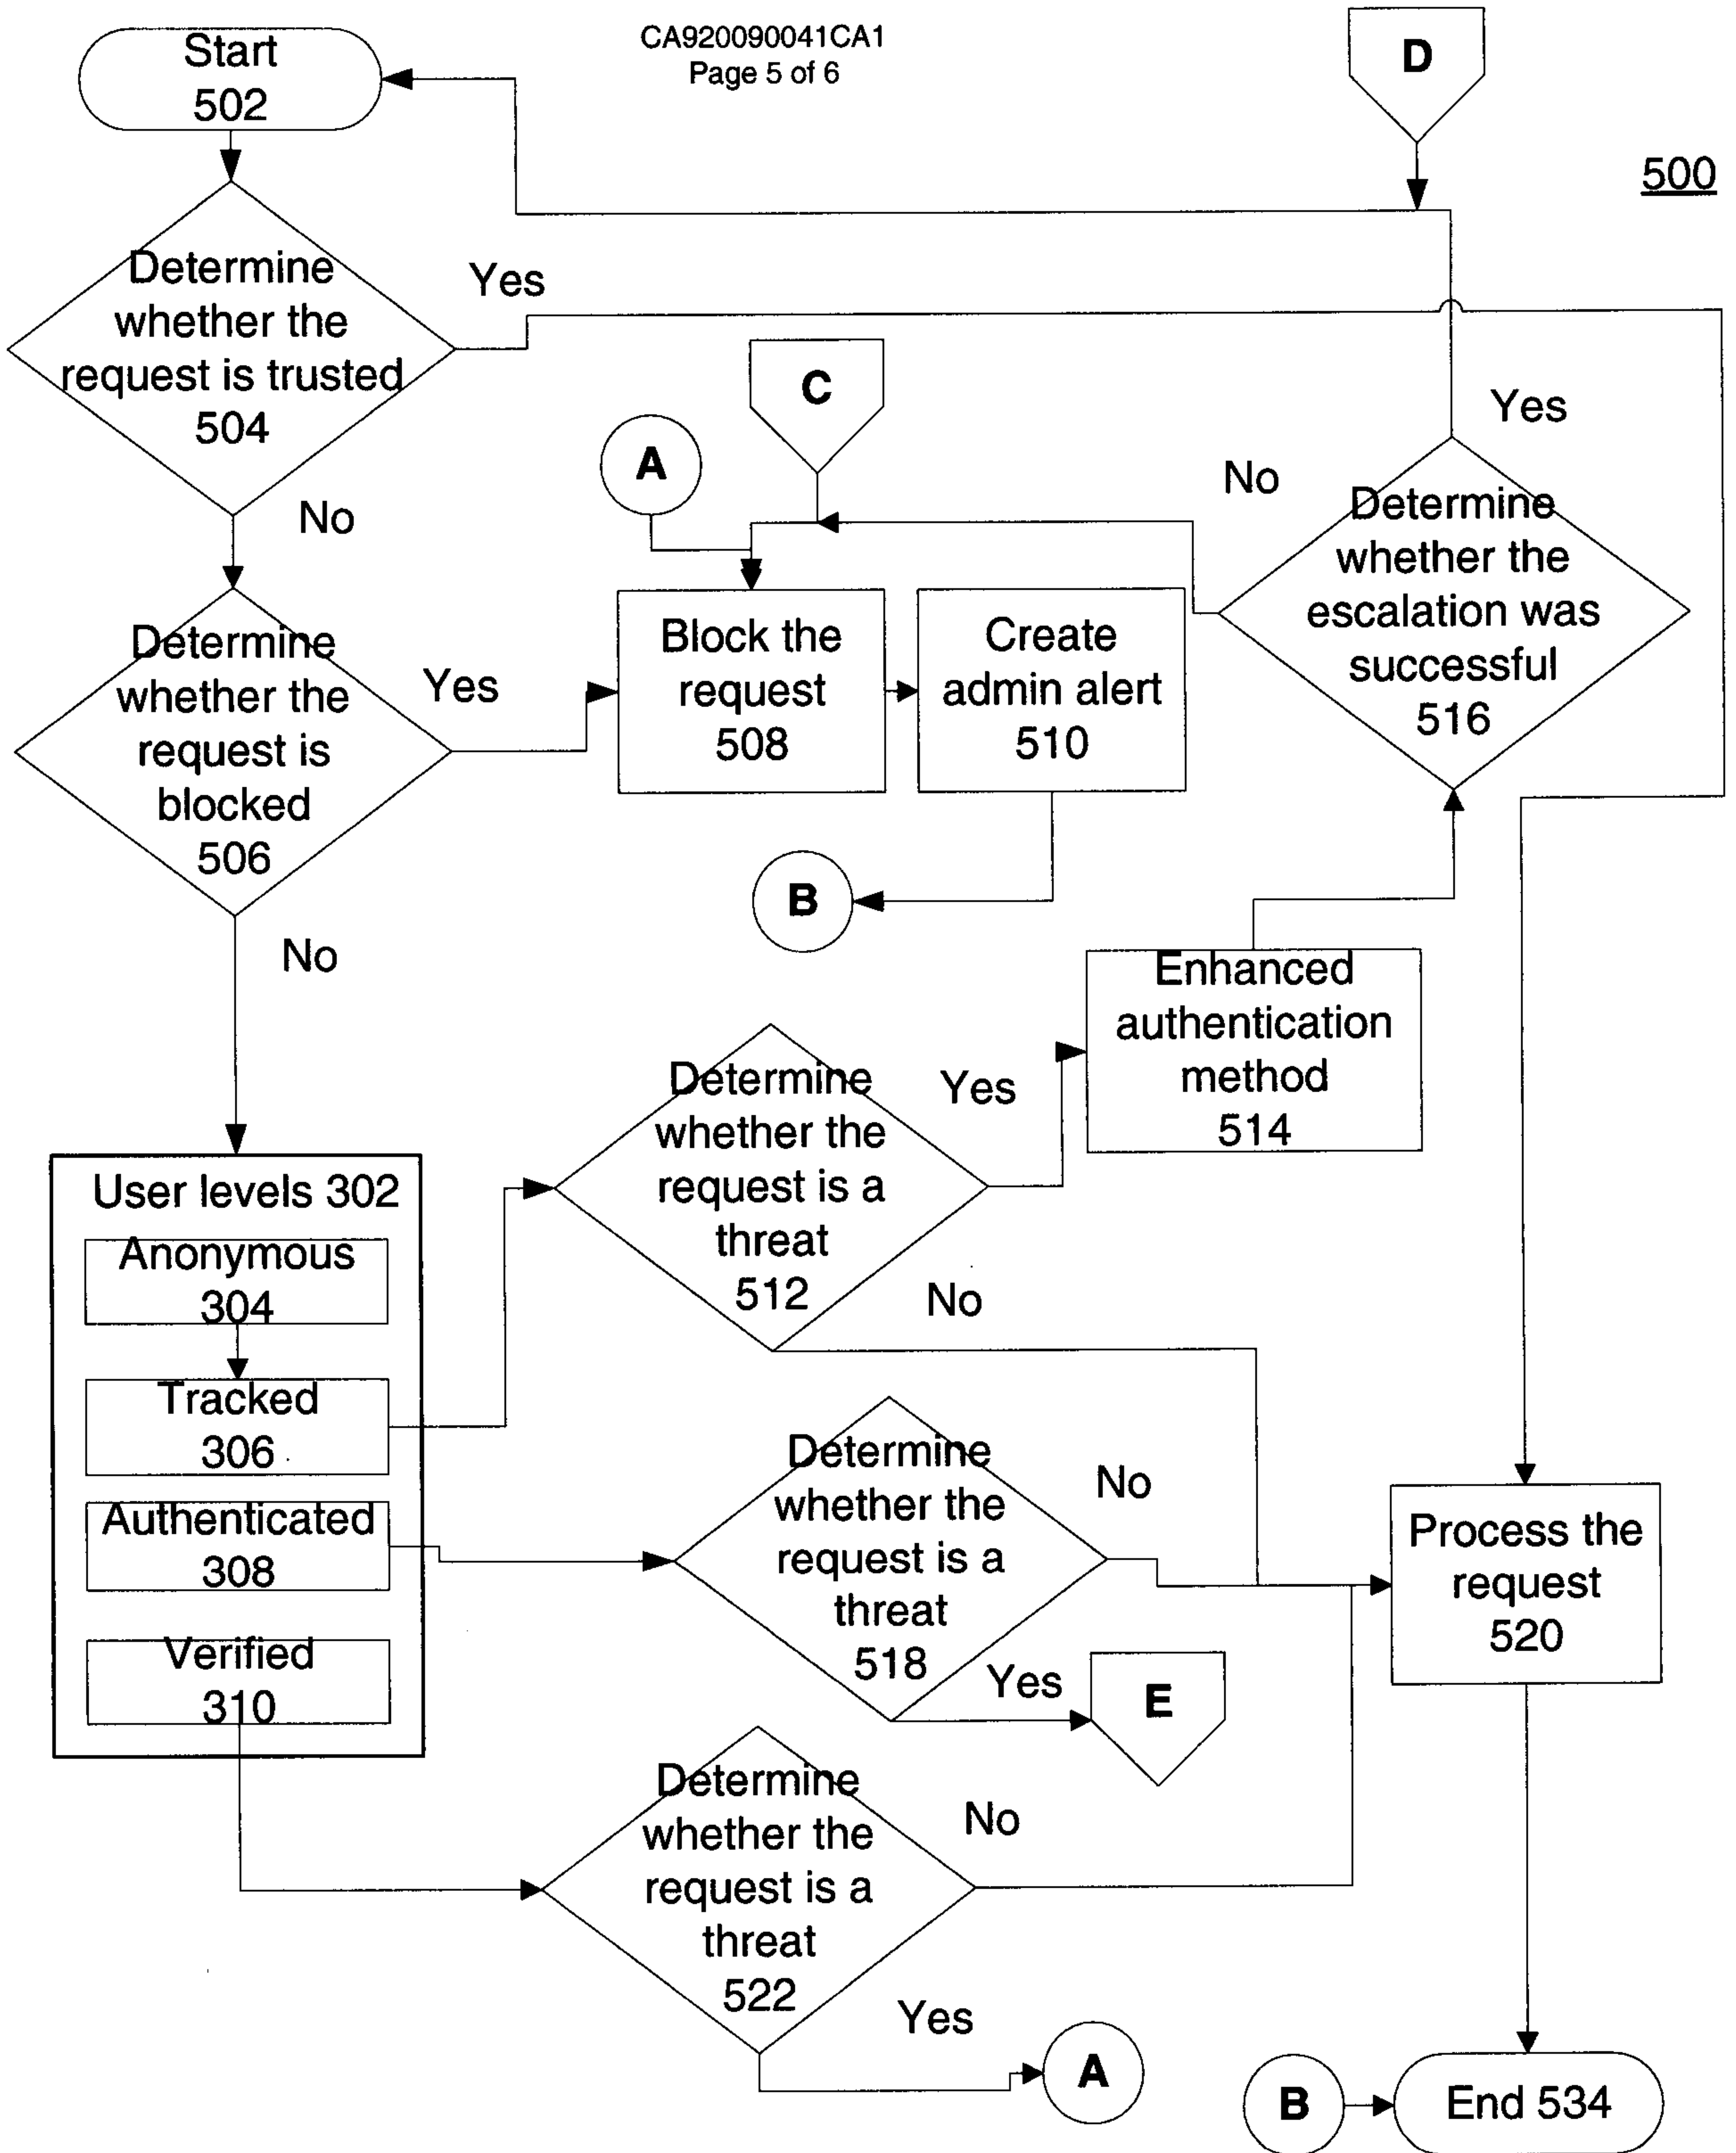 CA920090041CA1
Page 5 of 6
500
Start
502
D
Determine
whether the
request is trusted
504
Yes
No
C
A
Determine
whether the
request is
blocked
506
Yes
No
Block the
request
508
Create
admin alert
510
B
No
Yes
Determine
whether the
escalation was
successful
516
Enhanced
authentication
method
514
User levels 302
Anonymous
304
Tracked
306
Authenticated
308
Verified
310
Determine
whether the
request is a
threat
512
Yes
No
Determine
whether the
request is a
threat
518
No
Yes
E
Process the
request
520
Determine
whether the
request is a
threat
522
No
Yes
A
B
End 534